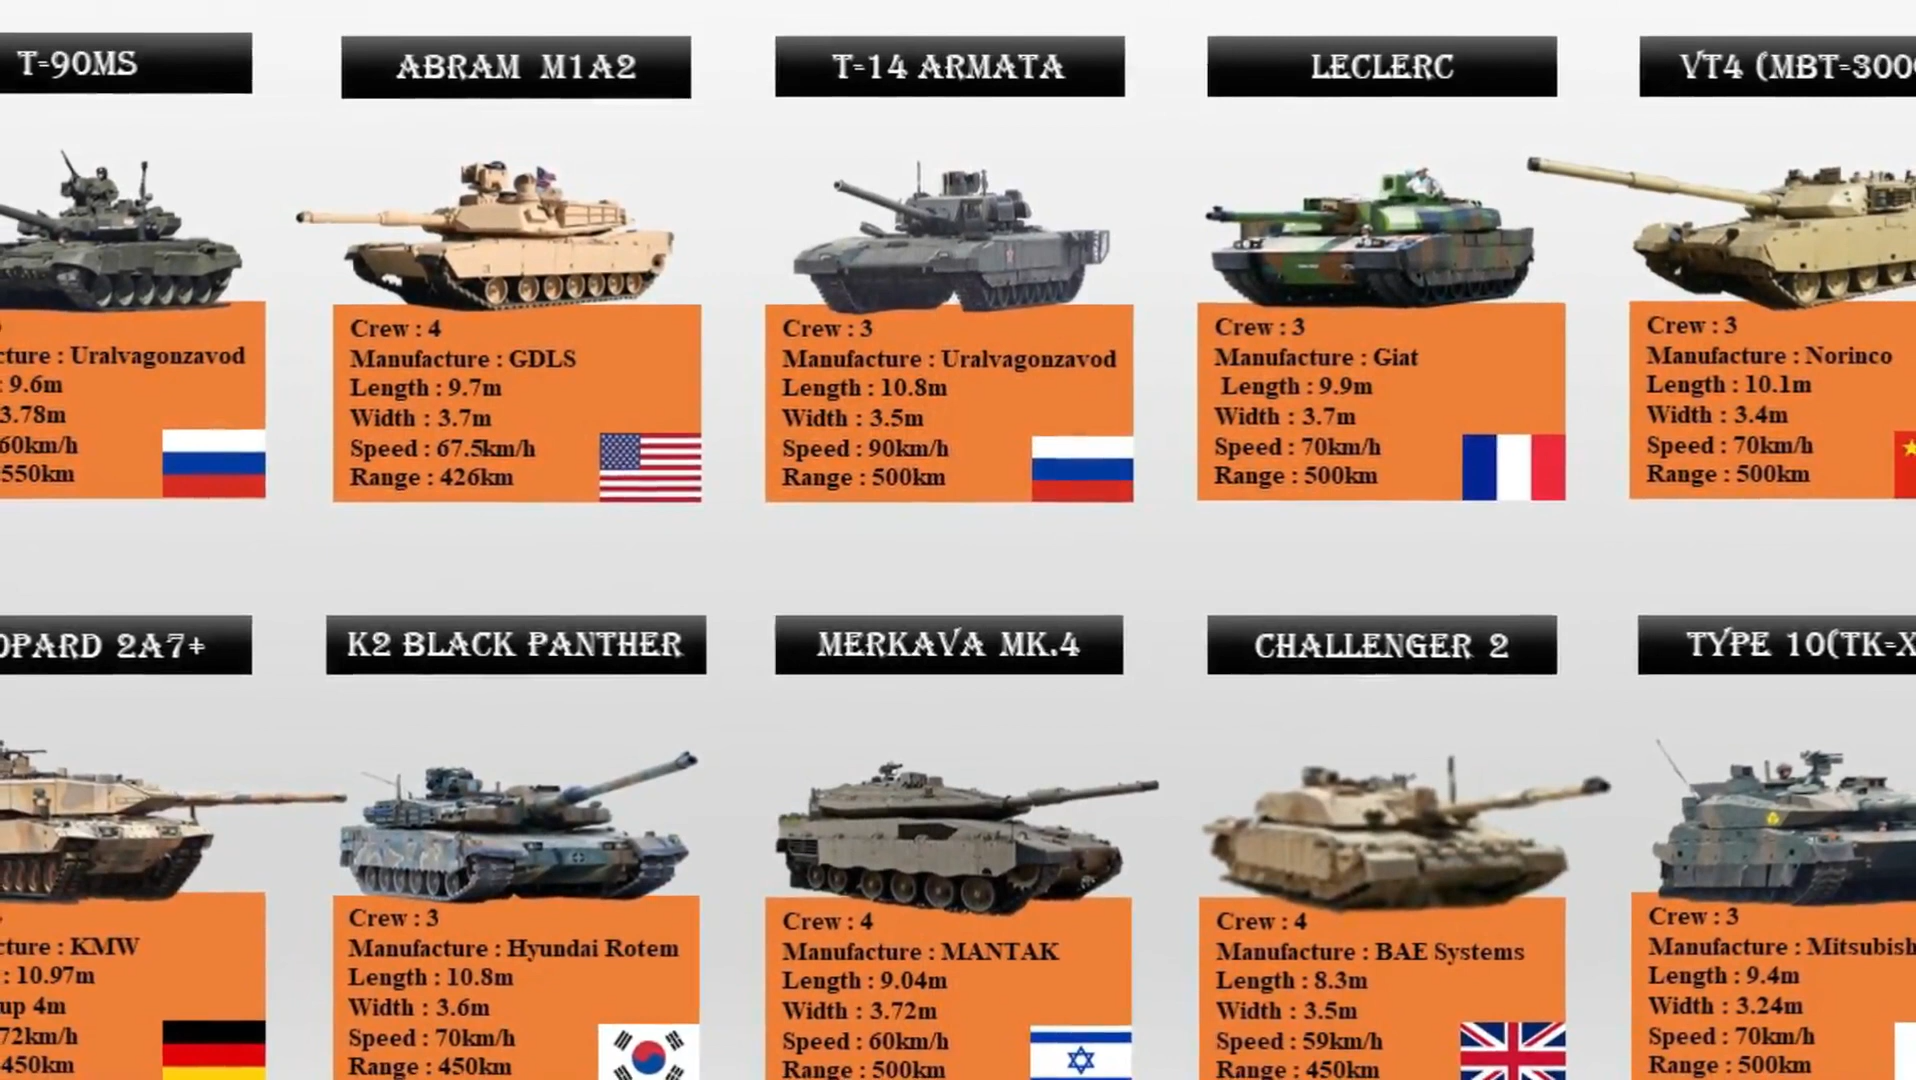 T-90MS
ABRAM M1A2
T-14 ARMATA
LECLERC
VT4 (MBT-300
cture : Uralvagonzavod
: 9.6m
3.78m
60km/h
550km
Crew : 4
Manufacture : GDLS
Length : 9.7m
Width : 3.7m
Speed : 67.5km/h
Range : 426km
Crew : 3
Manufacture : Uralvagonzavod
Length : 10.8m
Width : 3.5m
Speed : 90km/h
Range : 500km
Crew : 3
Manufacture : Giat
Length : 9.9m
Width : 3.7m
Speed : 70km/h
Range : 500km
Crew : 3
Manufacture : Norinco
Length : 10.1m
Width : 3.4m
Speed : 70km/h
Range : 500km
OPARD 2A7+
K2 BLACK PANTHER
MERKAVA MK.4
CHALLENGER 2
TYPE 10(TK-X
cture : KMW
: 10.97m
up 4m
72km/h
450km
Crew : 3
Manufacture : Hyundai Rotem
Length : 10.8m
Width : 3.6m
Speed : 70km/h
Range : 450km
Crew : 4
Manufacture : MANTAK
Length : 9.04m
Width : 3.72m
Speed : 60km/h
Range : 500km
Crew : 4
Manufacture : BAE Systems
Length : 8.3m
Width : 3.5m
Speed : 59km/h
Range : 450km
Crew : 3
Manufacture : Mitsubish
Length : 9.4m
Width : 3.24m
Speed : 70km/h
Range : 500km